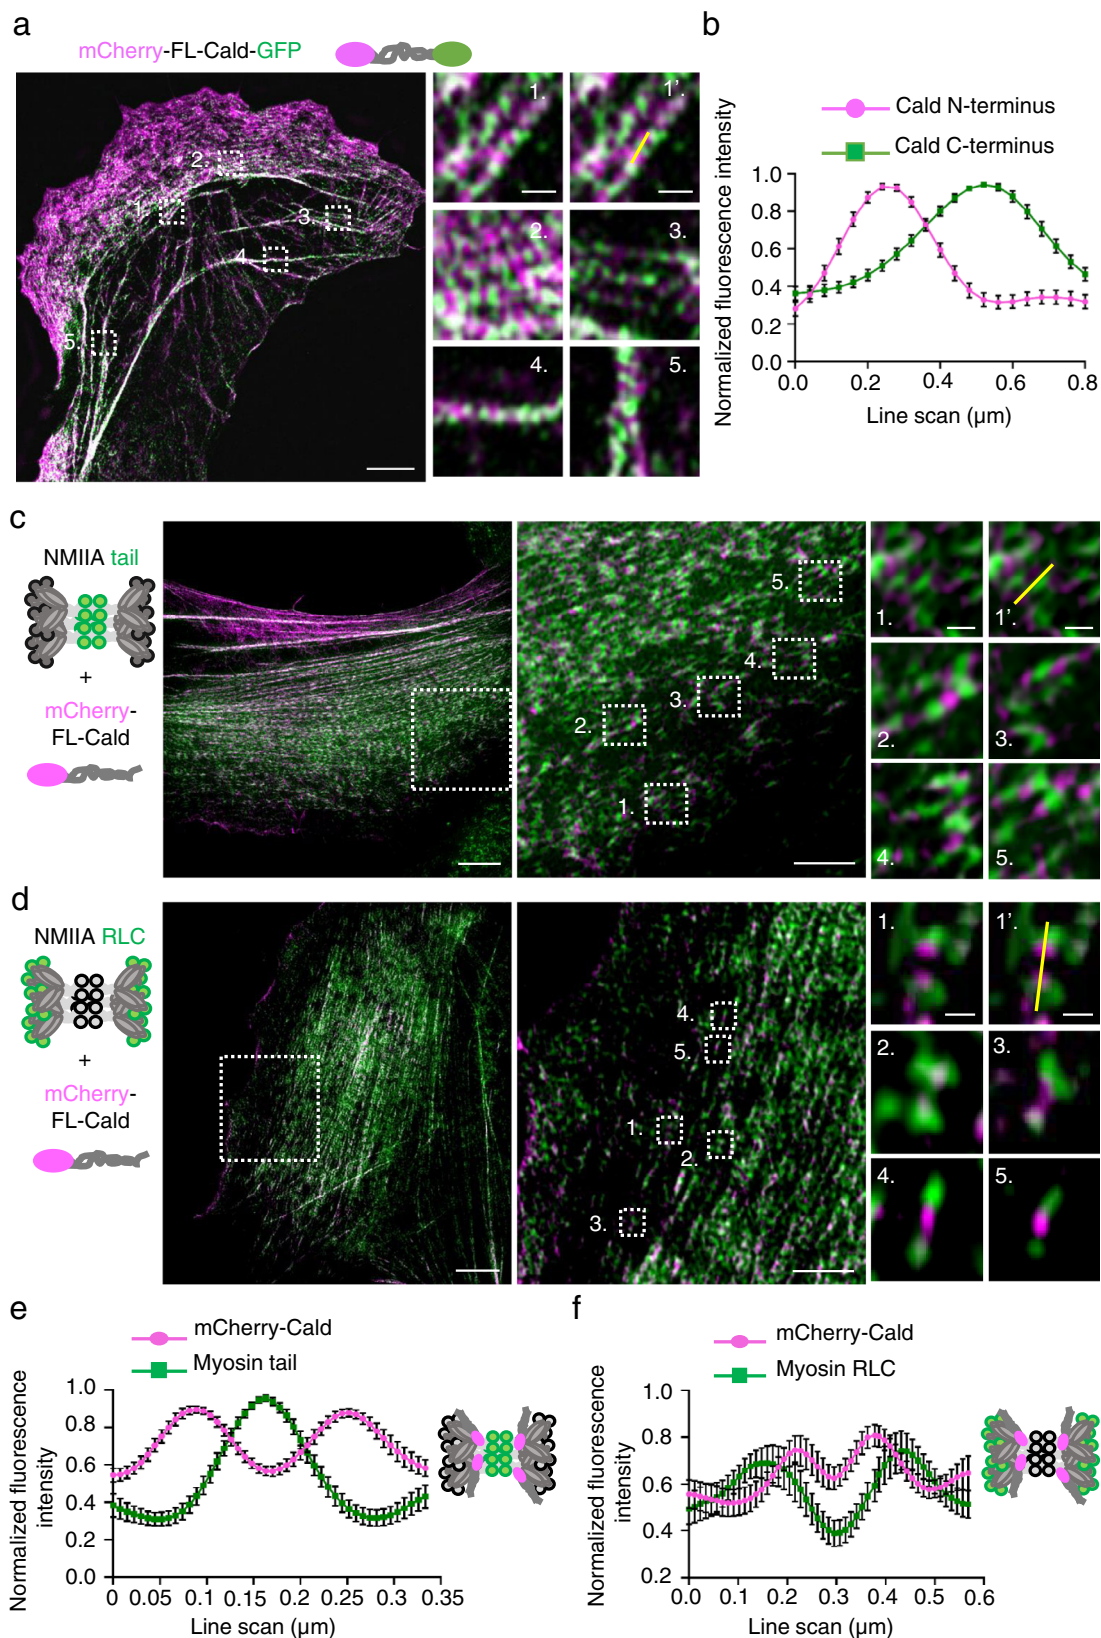 a
mCherry-FL-Cald-GFP
1.
2.
3.
4.
5.
1.
1'.
2.
3.
4.
5.
b
Cald N-terminus
Cald C-terminus
Normalized fluorescence intensity
1.0
0.8
0.6
0.4
0.2
0.0
0.0
0.2
0.4
0.6
0.8
Line scan (µm)
c
NMIIA tail
+
mCherry-
FL-Cald
5.
4.
3.
2.
1.
1.
1'.
2.
3.
4.
5.
d
NMIIA RLC
+
mCherry-
FL-Cald
4.
5.
1.
2.
3.
1.
1'.
2.
3.
4.
5.
e
mCherry-Cald
Myosin tail
Normalized fluorescence
intensity
1.0
0.8
0.6
0.4
0.2
0.0
0
0.05
0.15
0.25
0.35
Line scan (µm)
f
mCherry-Cald
Myosin RLC
Normalized fluorescence
intensity
1.0
0.8
0.6
0.4
0.2
0.0
0.1
0.2
0.3
0.4
0.5
0.6
Line scan (µm)